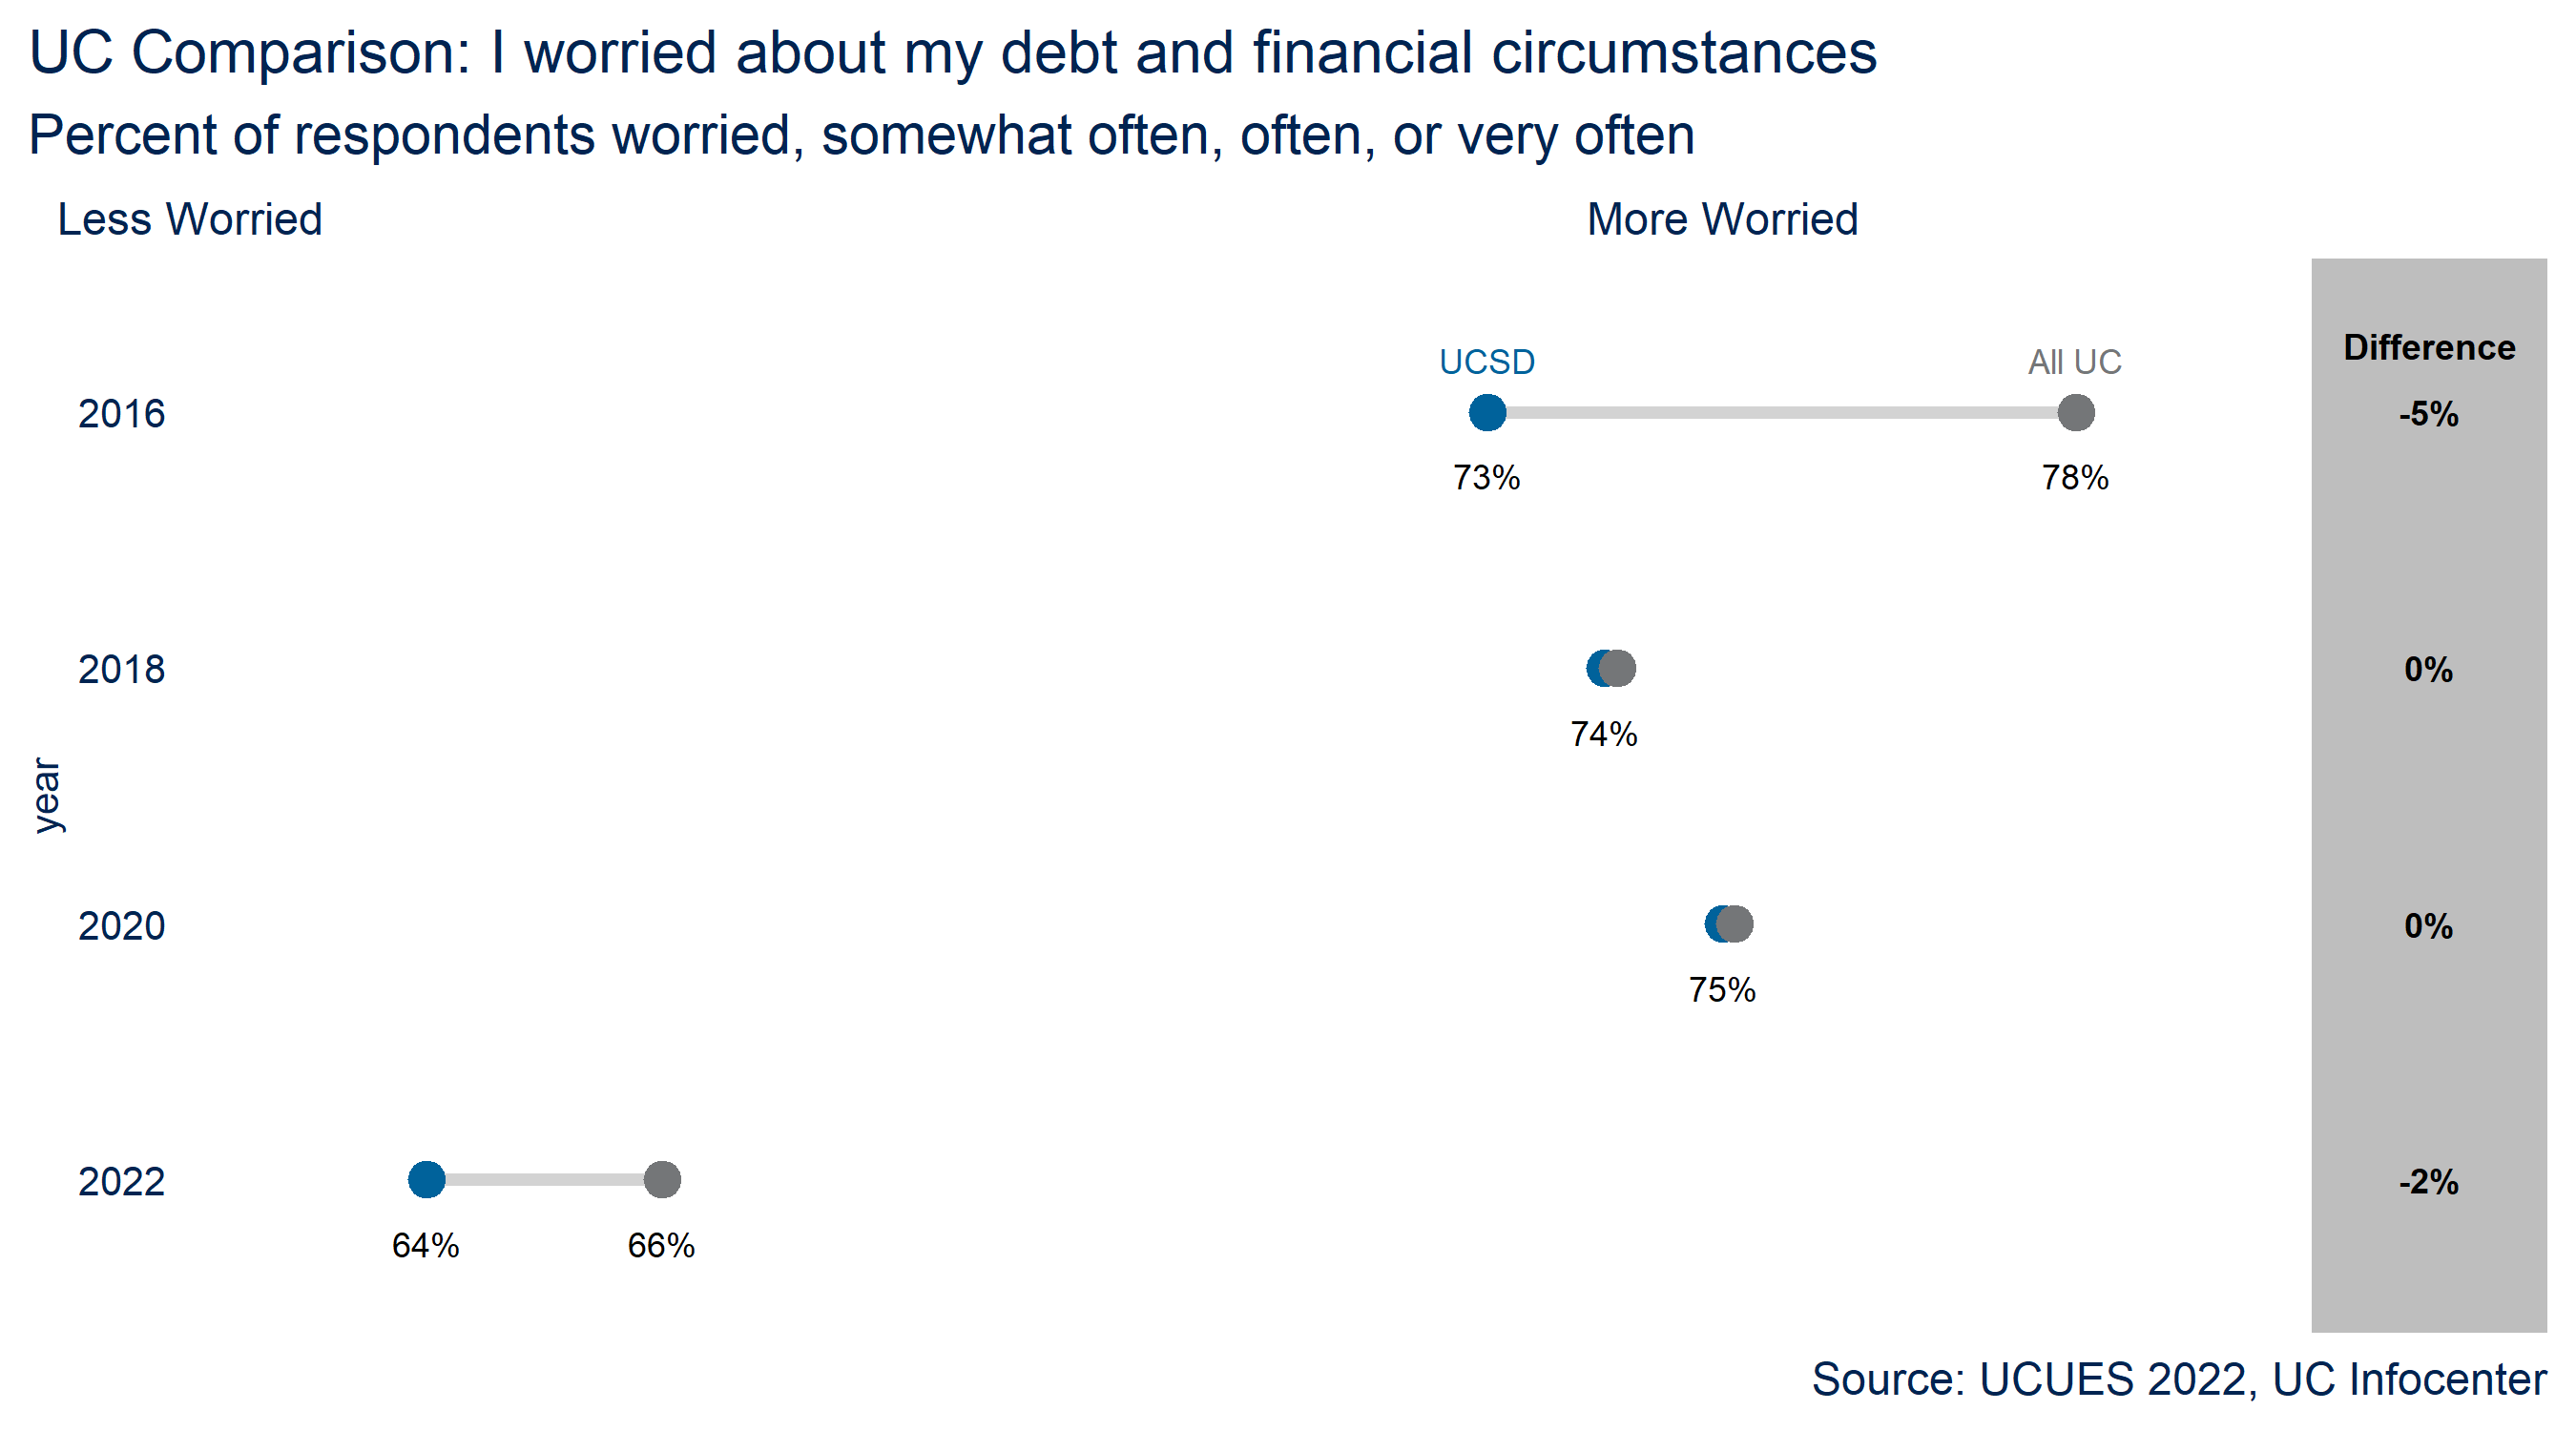 UC Comparison: I worried about my debt and financial circumstances
Percent of respondents worried, somewhat often, often, or very often
Less Worried More Worried
Difference
UCSD All UC
2016 -5%
73% 78%
2018 0%
74%
year
2020 0%
75%
2022 -2%
64% 66%
Source: UCUES 2022, UC Infocenter